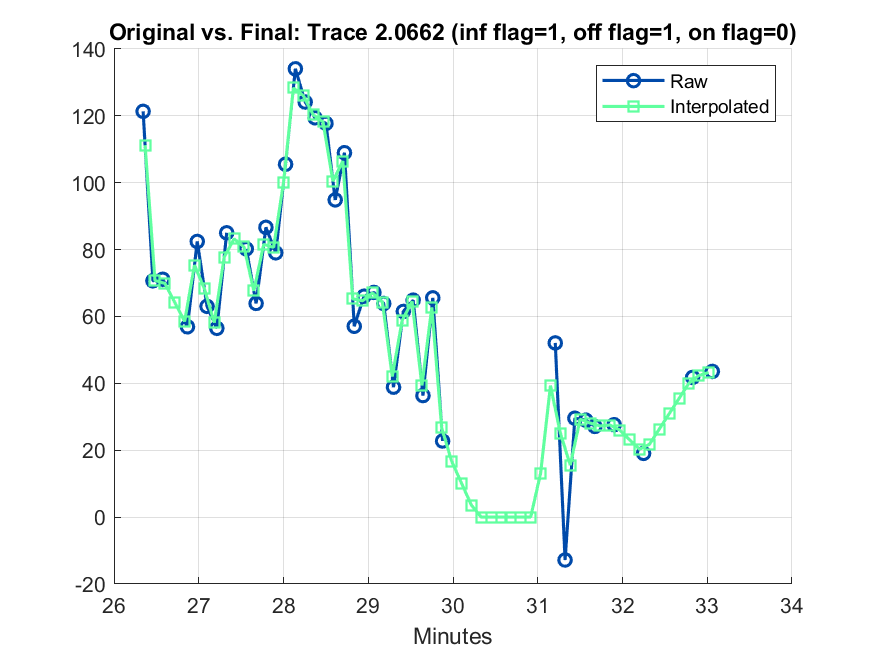 Original vs. Final: Trace 2.0662 (inf flag=1, off flag=1, on flag=0)
140
120
100
80
60
40
20
0
-20
Raw
Interpolated
26 27 28 29 30 31 32 33 34
Minutes